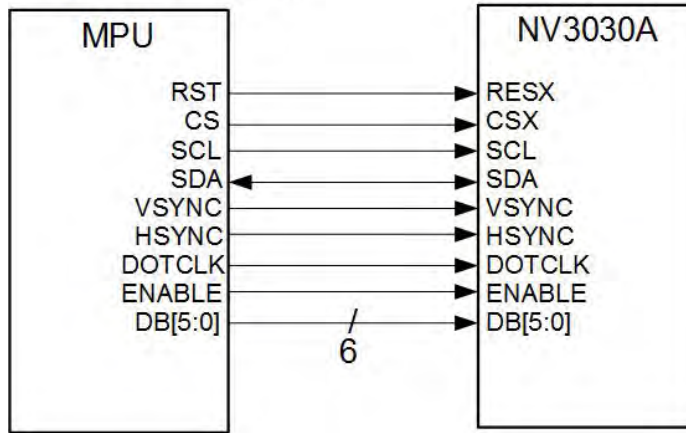 MPU
RST
CS
SCL
SDA
VSYNC
HSYNC
DOTCLK
ENABLE
DB[5:0]
6
NV3030A
RESX
CSX
SCL
SDA
VSYNC
HSYNC
DOTCLK
ENABLE
DB[5:0]